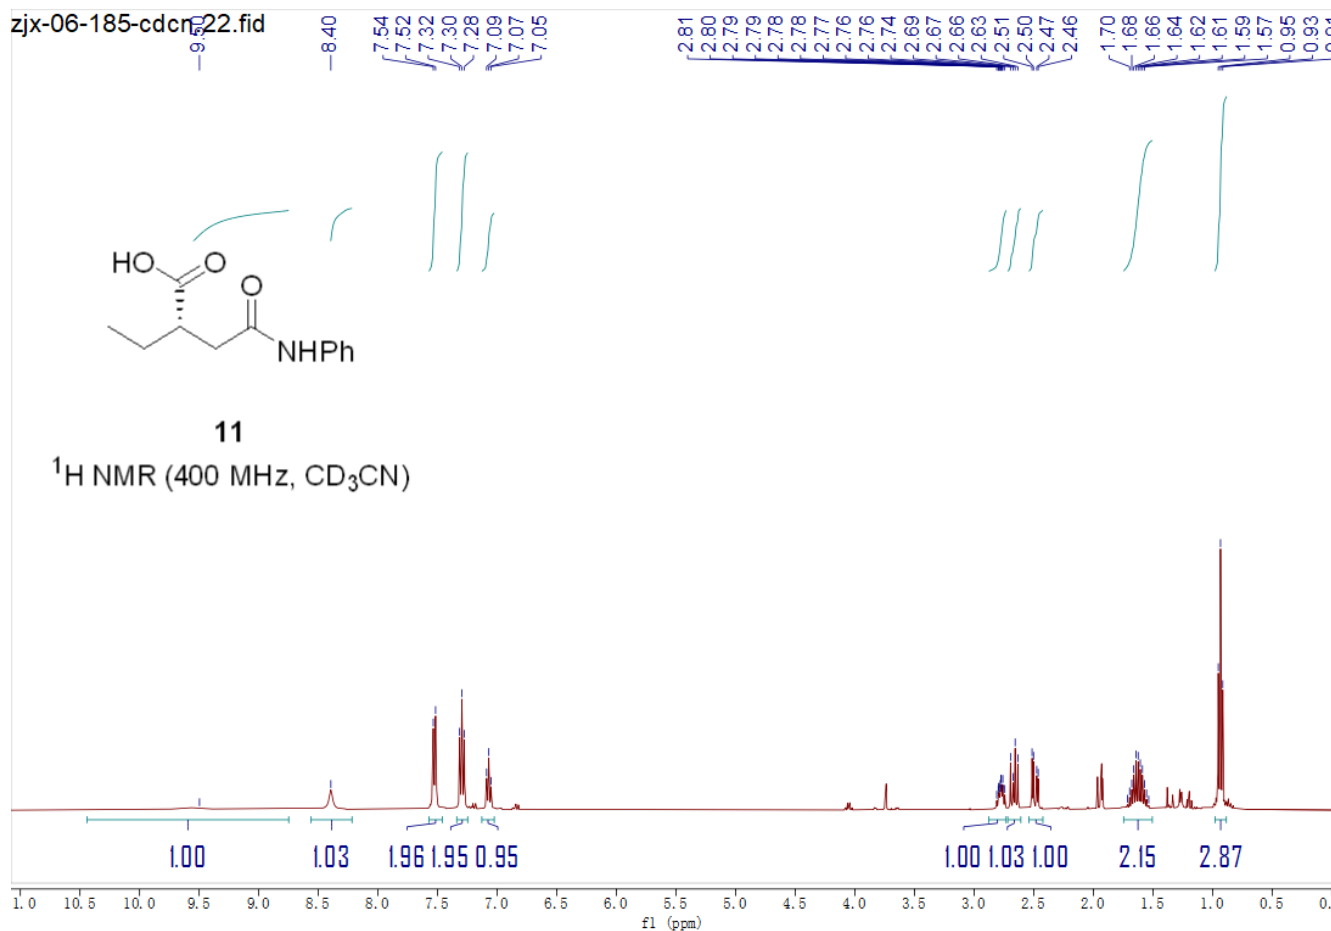 zjx-06-185-cdcn_22.fid
9.50 8.40 7.54 7.52 7.32 7.30 7.28 7.09 7.07 7.05 2.81 2.80 2.79 2.79 2.78 2.78 2.77 2.76 2.76 2.74 2.69 2.67 2.66 2.63 2.51 2.50 2.47 2.46 1.70 1.68 1.66 1.64 1.62 1.61 1.59 1.57 0.95 0.93
HO O
O
NHPh
11
¹H NMR (400 MHz, CD₃CN)
1.00 1.03 1.96 1.95 0.95 1.00 1.03 1.00 2.15 2.87
1.0 10.5 10.0 9.5 9.0 8.5 8.0 7.5 7.0 6.5 6.0 5.5 5.0 4.5 4.0 3.5 3.0 2.5 2.0 1.5 1.0 0.5 0.
f1 (ppm)